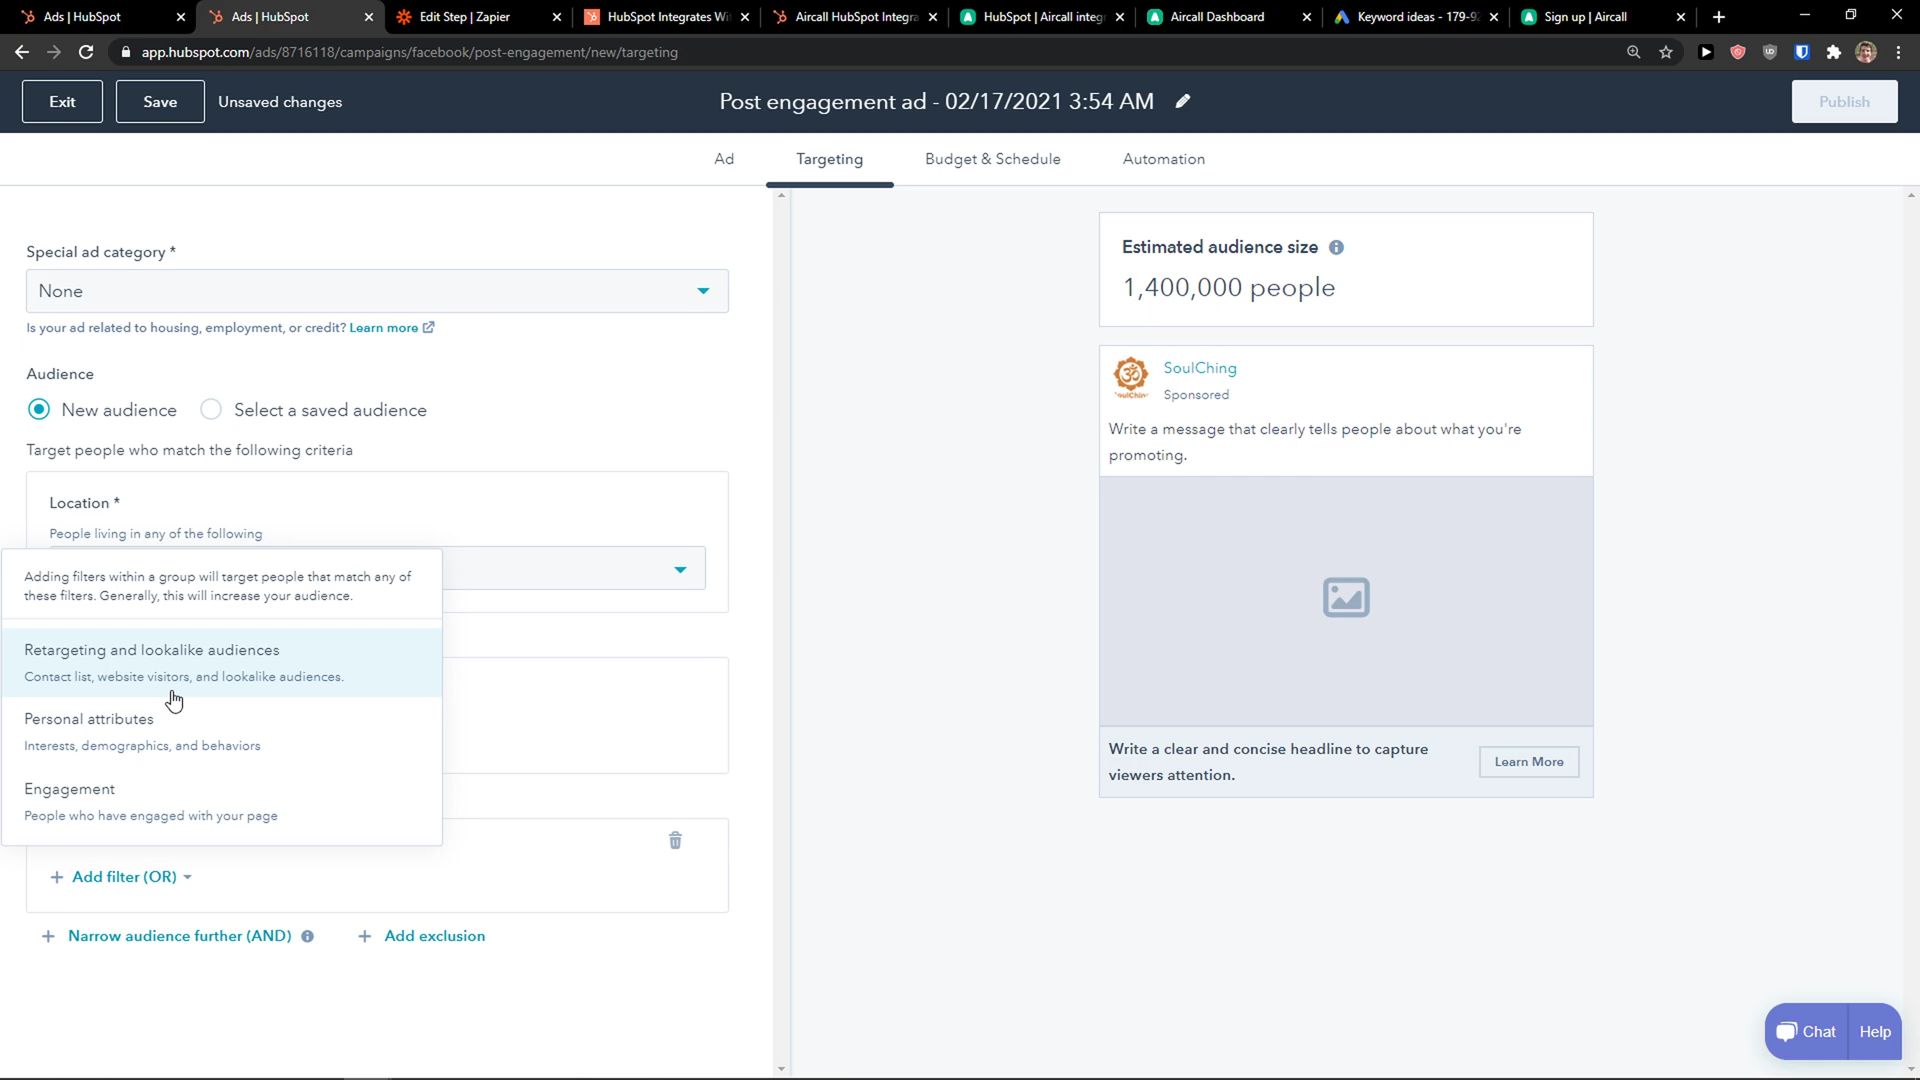 Ads | HubSpot
Ads | HubSpot
Edit Step | Zapier
HubSpot Integrates Wi
Aircall HubSpot Integra
HubSpot | Aircall integ
Aircall Dashboard
Keyword ideas - 179-9
Sign up | Aircall
app.hubspot.com/ads/8716118/campaigns/facebook/post-engagement/new/targeting
Exit
Save
Unsaved changes
Post engagement ad - 02/17/2021 3:54 AM
Publish
Ad
Targeting
Budget & Schedule
Automation
Special ad category *
None
Is your ad related to housing, employment, or credit? Learn more
Audience
New audience
Select a saved audience
Target people who match the following criteria
Location *
People living in any of the following
Adding filters within a group will target people that match any of
these filters. Generally, this will increase your audience.
Retargeting and lookalike audiences
Contact list, website visitors, and lookalike audiences.
Personal attributes
Interests, demographics, and behaviors
Engagement
People who have engaged with your page
+ Add filter (OR)
+ Narrow audience further (AND)
+ Add exclusion
Estimated audience size
1,400,000 people
SoulChing
Sponsored
Write a message that clearly tells people about what you're
promoting.
Write a clear and concise headline to capture
viewers attention.
Learn More
Chat
Help